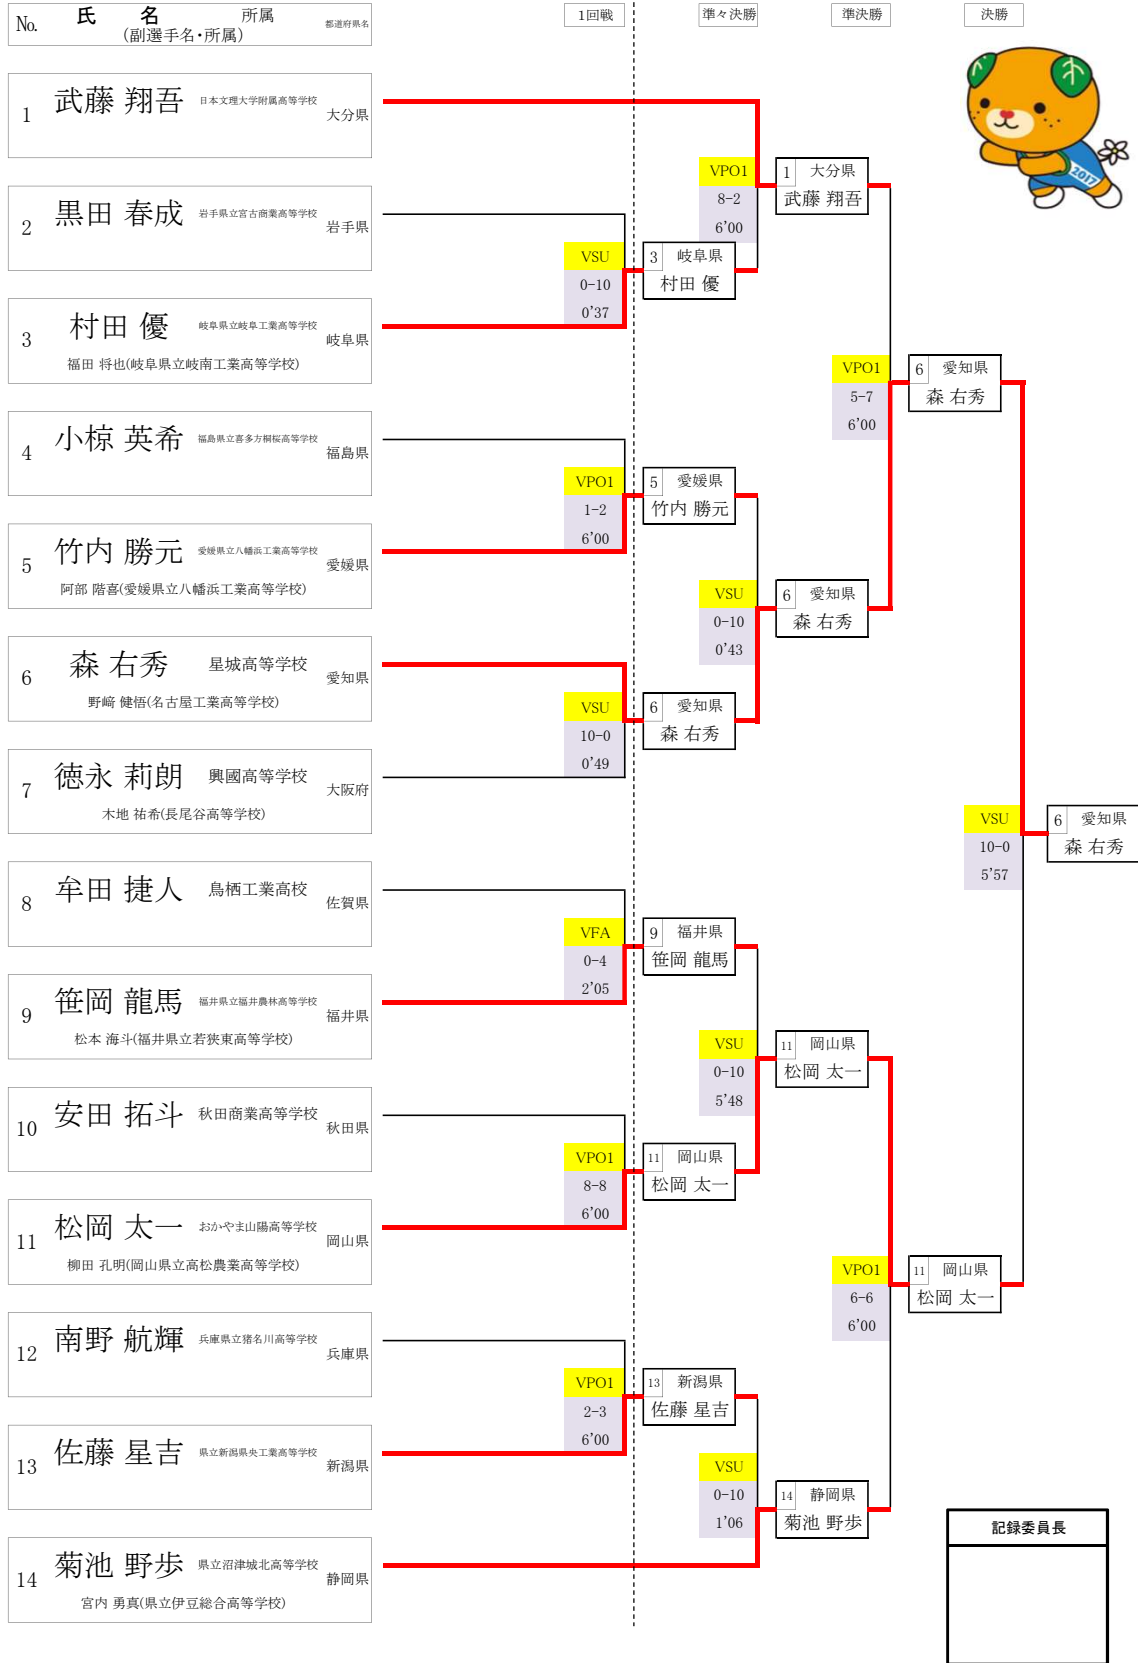 No. 氏 名 所属 都道府県名
(副選手名・所属)
1回戦 準々決勝 準決勝 決勝
1 武藤 翔吾 日本文理大学附属高等学校 大分県
2 黒田 春成 岩手県立宮古商業高等学校 岩手県
3 村田 優 岐阜県立岐阜工業高等学校 岐阜県
福田 将也(岐阜県立岐南工業高等学校)
4 小椋 英希 福島県立喜多方桐桜高等学校 福島県
5 竹内 勝元 愛媛県立八幡浜工業高等学校 愛媛県
阿部 階喜(愛媛県立八幡浜工業高等学校)
6 森 右秀 星城高等学校 愛知県
野﨑 健悟(名古屋工業高等学校)
7 徳永 莉朗 興國高等学校 大阪府
木地 祐希(長尾谷高等学校)
8 牟田 捷人 鳥栖工業高校 佐賀県
9 笹岡 龍馬 福井県立福井農林高等学校 福井県
松本 海斗(福井県立若狭東高等学校)
10 安田 拓斗 秋田商業高等学校 秋田県
11 松岡 太一 おかやま山陽高等学校 岡山県
柳田 孔明(岡山県立高松農業高等学校)
12 南野 航輝 兵庫県立猪名川高等学校 兵庫県
13 佐藤 星吉 県立新潟県央工業高等学校 新潟県
14 菊池 野歩 県立沼津城北高等学校 静岡県
宮内 勇真(県立伊豆総合高等学校)
VSU
0-10
0'37
VPO1
1-2
6'00
VSU
10-0
0'49
VFA
0-4
2'05
VPO1
8-8
6'00
VPO1
2-3
6'00
3 岐阜県
村田 優
5 愛媛県
竹内 勝元
6 愛知県
森 右秀
9 福井県
笹岡 龍馬
11 岡山県
松岡 太一
13 新潟県
佐藤 星吉
VPO1
8-2
6'00
VSU
0-10
0'43
VSU
0-10
5'48
VSU
0-10
1'06
1 大分県
武藤 翔吾
6 愛知県
森 右秀
11 岡山県
松岡 太一
14 静岡県
菊池 野歩
VPO1
5-7
6'00
VPO1
6-6
6'00
6 愛知県
森 右秀
11 岡山県
松岡 太一
VSU
10-0
5'57
6 愛知県
森 右秀
2017
記録委員長